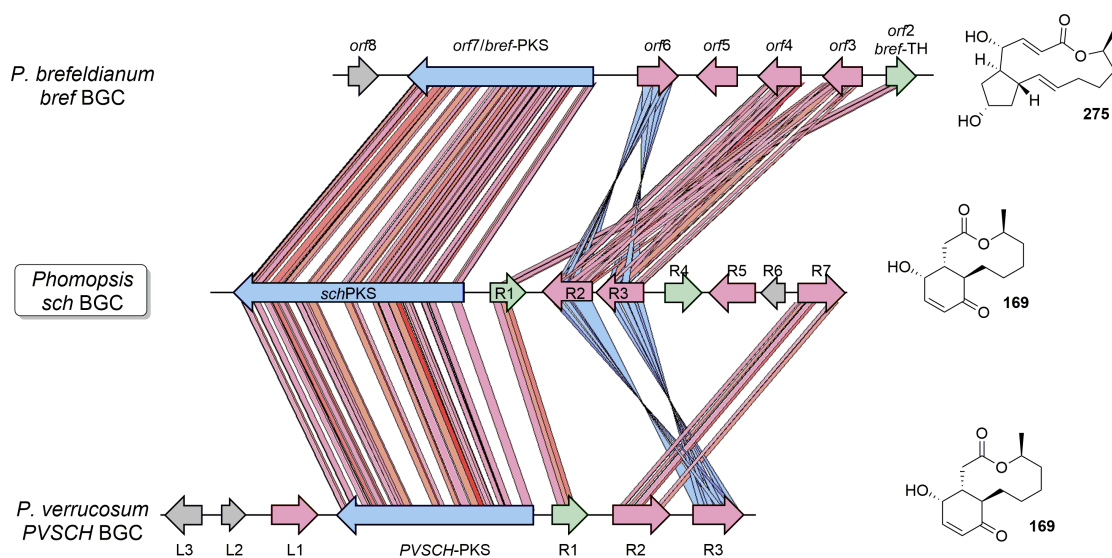 orf8
orf7/bref-PKS
orf6
orf5
orf4
orf3
orf2
bref-TH
P. brefeldianum
bref BGC
HO
H
H
O
O
HO
275
Phomopsis
sch BGC
schPKS
R1
R2
R3
R4
R5
R6
R7
O
O
H
HO
H
O
169
P. verrucosum
PVSCH BGC
L3
L2
L1
PVSCH-PKS
R1
R2
R3
O
O
H
HO
H
O
169